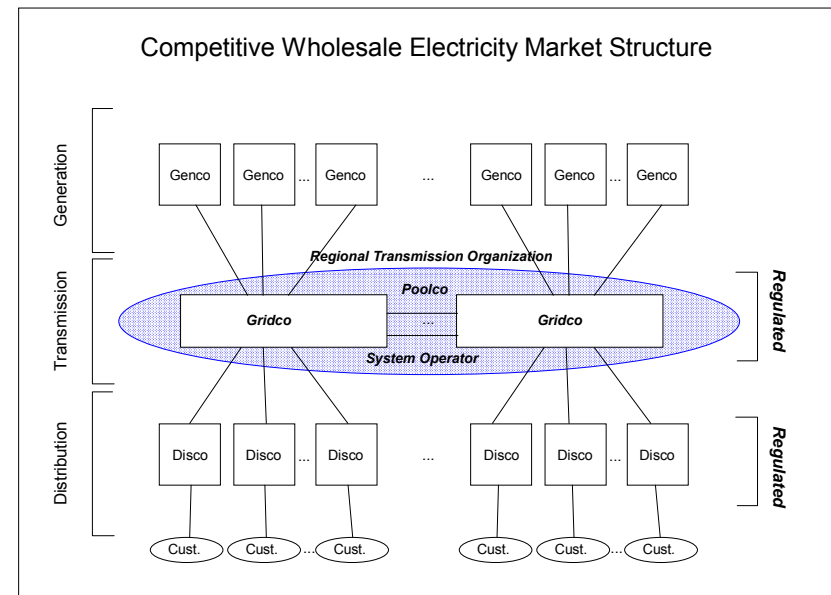 Competitive Wholesale Electricity Market Structure
Generation
Genco Genco ... Genco ... Genco Genco ... Genco
Transmission
Regional Transmission Organization
Poolco
Gridco ... Gridco
System Operator
Regulated
Distribution
Disco Disco ... Disco ... Disco Disco ... Disco
Regulated
Cust. Cust. ... Cust. Cust. Cust. ... Cust.